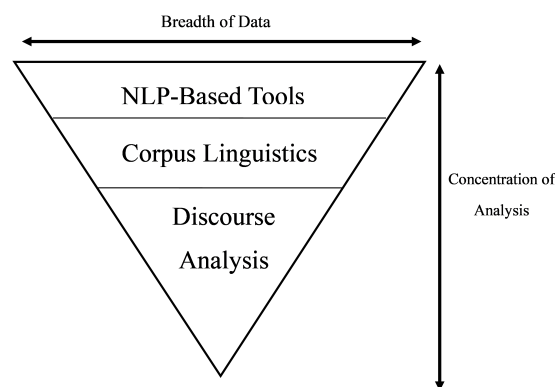 Breadth of Data
NLP-Based Tools
Corpus Linguistics
Discourse
Analysis
Concentration of
Analysis